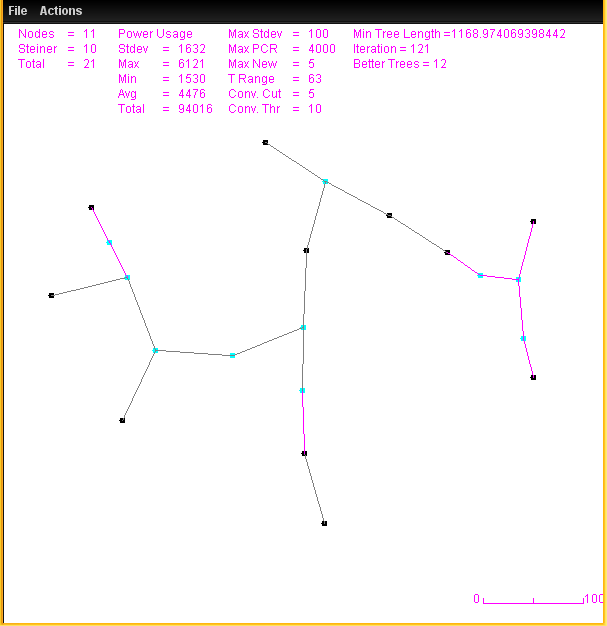 File Actions
Nodes = 11 Power Usage Max Stdev = 100 Min Tree Length =1168.974069398442
Steiner = 10 Stdev = 1632 Max PCR = 4000 Iteration = 121
Total = 21 Max = 6121 Max New = 5 Better Trees = 12
Min = 1530 T Range = 63
Avg = 4476 Conv. Cut = 5
Total = 94016 Conv. Thr = 10
0 100